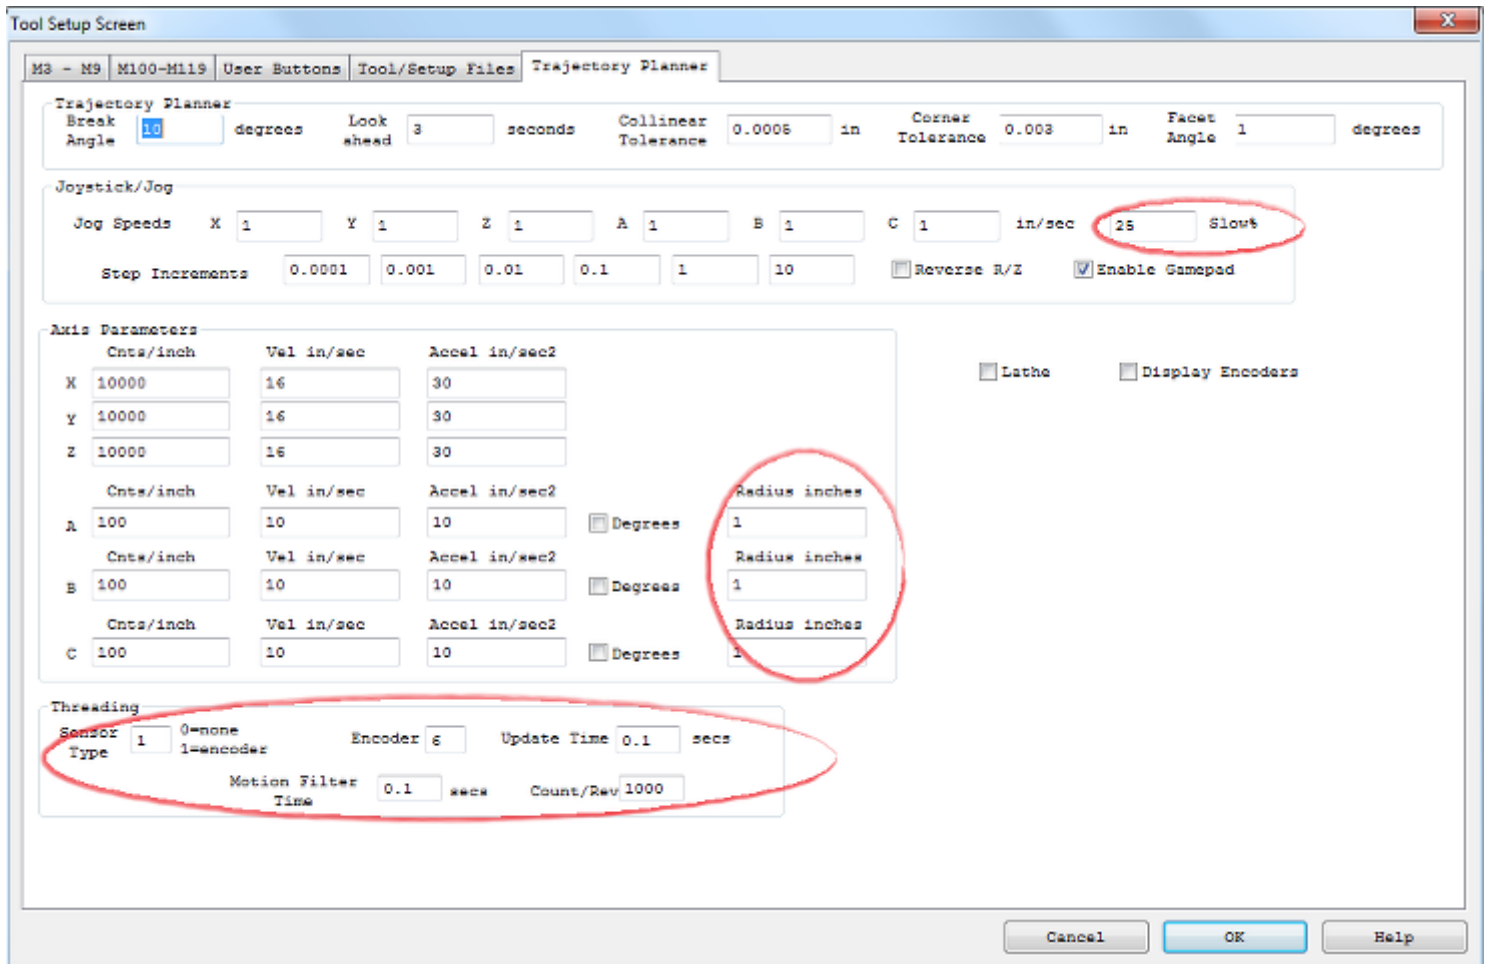 Tool Setup Screen
M3 - M9 M100-M119 User Buttons Tool/Setup Files Trajectory Planner
Trajectory Planner
Break Angle 10 degrees Look ahead 3 seconds Collinear Tolerance 0.0005 in Corner Tolerance 0.003 in Facet Angle 1 degrees
Joystick/Jog
Jog Speeds X 1 Y 1 Z 1 A 1 B 1 C 1 in/sec 25 Slow%
Step Increments 0.0001 0.001 0.01 0.1 1 10 Reverse R/Z Enable Gamepad
Axis Parameters
Cnts/inch Vel in/sec Accel in/sec2
Lathe Display Encoders
X 10000 16 30
Y 10000 16 30
Z 10000 16 30
Cnts/inch Vel in/sec Accel in/sec2 Radius inches
A 100 10 10 Degrees 1
Cnts/inch Vel in/sec Accel in/sec2 Radius inches
B 100 10 10 Degrees 1
Cnts/inch Vel in/sec Accel in/sec2 Radius inches
C 100 10 10 Degrees 1
Threading
Sensor Type 1 0=none 1=encoder Encoder 6 Update Time 0.1 secs
Motion Filter Time 0.1 secs Count/Rev 1000
Cancel OK Help